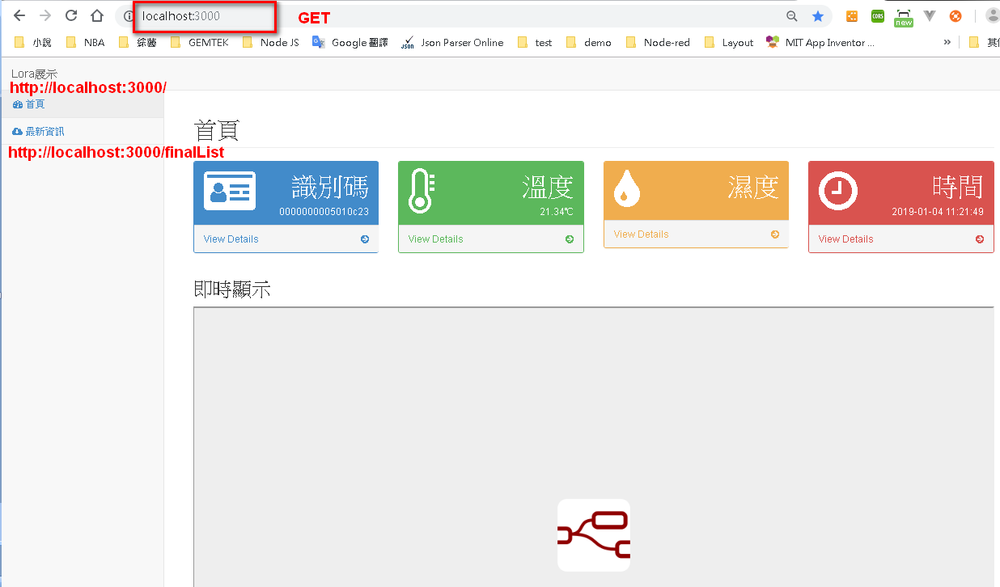 localhost:3000
GET
CORS
new
小說 NBA 綜藝 GEMTEK Node JS Google 翻譯 JSON Json Parser Online test demo Node-red Layout MIT App Inventor ... »
Lora展示
http://localhost:3000/
首頁
最新資訊
http://localhost:3000/finalList
首頁
識別碼
0000000005010c23
View Details
溫度
21.34℃
View Details
濕度
View Details
時間
2019-01-04 11:21:49
View Details
即時顯示